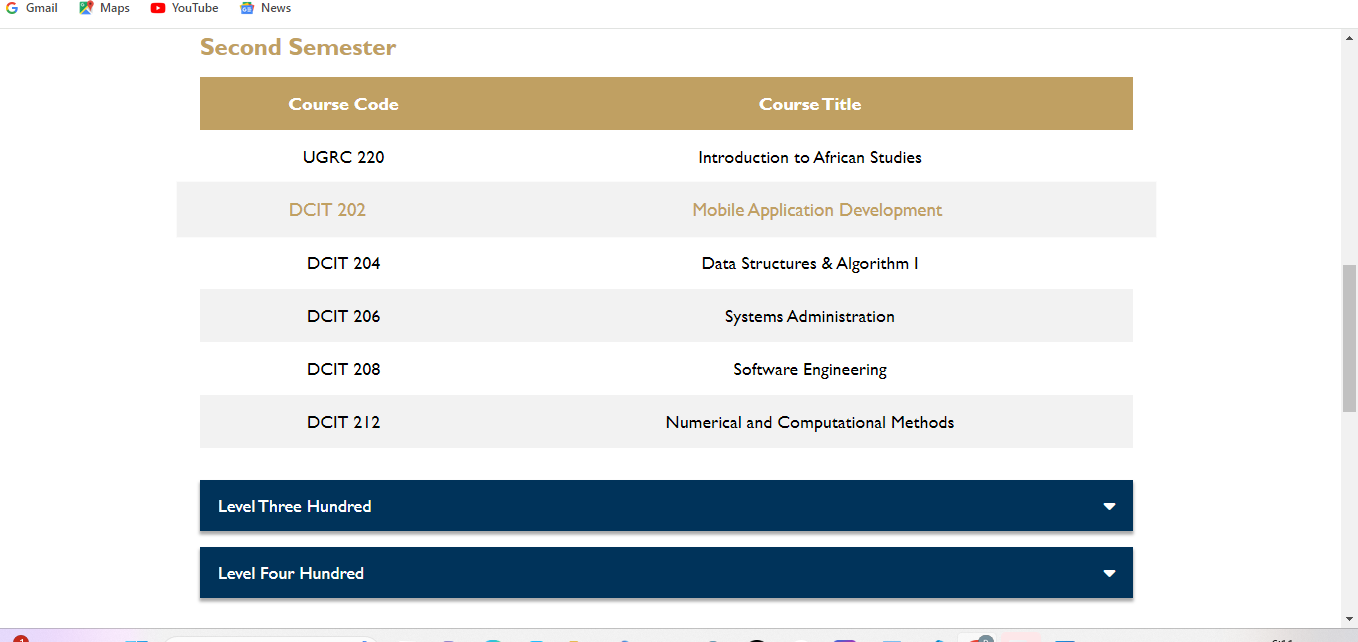 Gmail Maps YouTube News
Second Semester
Course Code Course Title
UGRC 220 Introduction to African Studies
DCIT 202 Mobile Application Development
DCIT 204 Data Structures & Algorithm I
DCIT 206 Systems Administration
DCIT 208 Software Engineering
DCIT 212 Numerical and Computational Methods
Level Three Hundred
Level Four Hundred